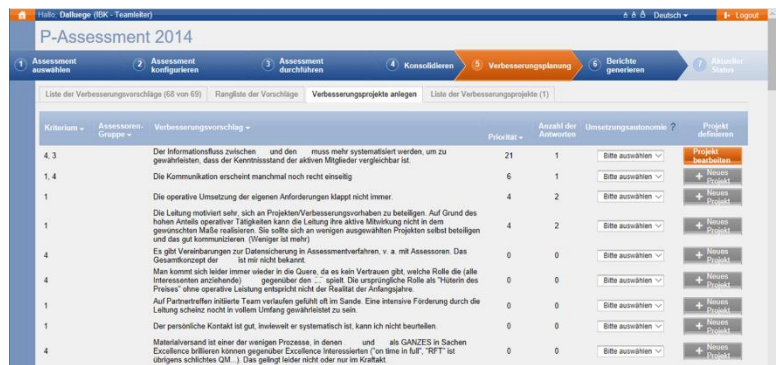 Hallo, Dalluege (IBK - Teamleiter)
A A A Deutsch
Logout
P-Assessment 2014
1 Assessment auswählen
2 Assessment konfigurieren
3 Assessment durchführen
4 Konsolidieren
5 Verbesserungsplanung
6 Berichte generieren
7 Aktueller Status
Liste der Verbesserungsvorschläge (68 von 69) Rangliste der Vorschläge Verbesserungsprojekte anlegen Liste der Verbesserungsprojekte (1)
Kriterium Assessoren-Gruppe Verbesserungsvorschlag Priorität Anzahl der Antworten Umsetzungsautonomie ? Projekt definieren
4, 3
Der Informationsfluss zwischen und den muss mehr systematisiert werden, um zu
gewährleisten, dass der Kenntnissstand der aktiven Mitglieder vergleichbar ist.
21 1 Bitte auswählen Projekt bearbeiten
1, 4 Die Kommunikation erscheint manchmal noch recht einseitig 6 1 Bitte auswählen + Neues Projekt
1 Die operative Umsetzung der eigenen Anforderungen klappt nicht immer. 4 2 Bitte auswählen + Neues Projekt
1
Die Leitung motiviert sehr, sich an Projekten/Verbesserungsvorhaben zu beteiligen. Auf Grund des
hohen Anteils operativer Tätigkeiten kann die Leitung ihre aktive Mitwirkung nicht in dem
gewünschten Maße realisieren. Sie sollte sich an wenigen ausgewählten Projekten selbst beteiligen
und das gut kommunizieren. (Weniger ist mehr)
4 2 Bitte auswählen + Neues Projekt
4
Es gibt Vereinbarungen zur Datensicherung in Assessmentverfahren, v. a. mit Assessoren. Das
Gesamtkonzept der ist mir nicht bekannt.
0 0 Bitte auswählen + Neues Projekt
4
Man kommt sich leider immer wieder in die Quere, da es kein Vertrauen gibt, welche Rolle die (alle
Interessenten anziehende) gegenüber den spielt. Die ursprüngliche Rolle als "Hüterin des
Preises" ohne operative Leistung entspricht nicht der Realität der Anfangsjahre.
0 0 Bitte auswählen + Neues Projekt
1
Auf Partnertreffen initiierte Team verlaufen gefühlt oft im Sande. Eine intensive Förderung durch die
Leitung scheinz nocht in vollem Umfang gewährleistet zu sein.
0 0 Bitte auswählen + Neues Projekt
1 Der persönliche Kontakt ist gut, inwieweit er systematisch ist, kann ich nicht beurteilen. 0 0 Bitte auswählen + Neues Projekt
4
Materialversand ist einer der wenigen Prozesse, in denen und als GANZES in Sachen
Excellence brillieren können gegenüber Excellence Interessierten ("on time in full", "RFT" ist
übrigens schlichtes QM...). Das gelingt leider nicht oder nur im Kraftakt.
0 0 Bitte auswählen + Neues Projekt